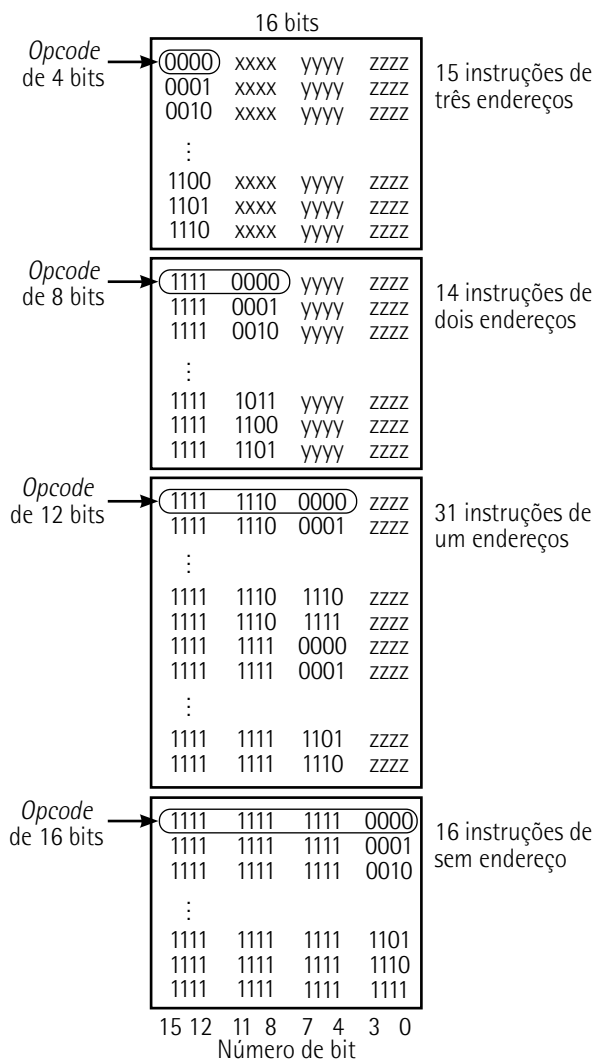 16 bits
Opcode
de 4 bits
0000 xxxx yyyy zzzz
0001 xxxx yyyy zzzz
0010 xxxx yyyy zzzz
⋮
1100 xxxx yyyy zzzz
1101 xxxx yyyy zzzz
1110 xxxx yyyy zzzz
15 instruções de
três endereços
Opcode
de 8 bits
1111 0000 yyyy zzzz
1111 0001 yyyy zzzz
1111 0010 yyyy zzzz
⋮
1111 1011 yyyy zzzz
1111 1100 yyyy zzzz
1111 1101 yyyy zzzz
14 instruções de
dois endereços
Opcode
de 12 bits
1111 1110 0000 zzzz
1111 1110 0001 zzzz
⋮
1111 1110 1110 zzzz
1111 1110 1111 zzzz
1111 1111 0000 zzzz
1111 1111 0001 zzzz
⋮
1111 1111 1101 zzzz
1111 1111 1110 zzzz
31 instruções de
um endereços
Opcode
de 16 bits
1111 1111 1111 0000
1111 1111 1111 0001
1111 1111 1111 0010
⋮
1111 1111 1111 1101
1111 1111 1111 1110
1111 1111 1111 1111
16 instruções de
sem endereço
15 12 11 8 7 4 3 0
Número de bit